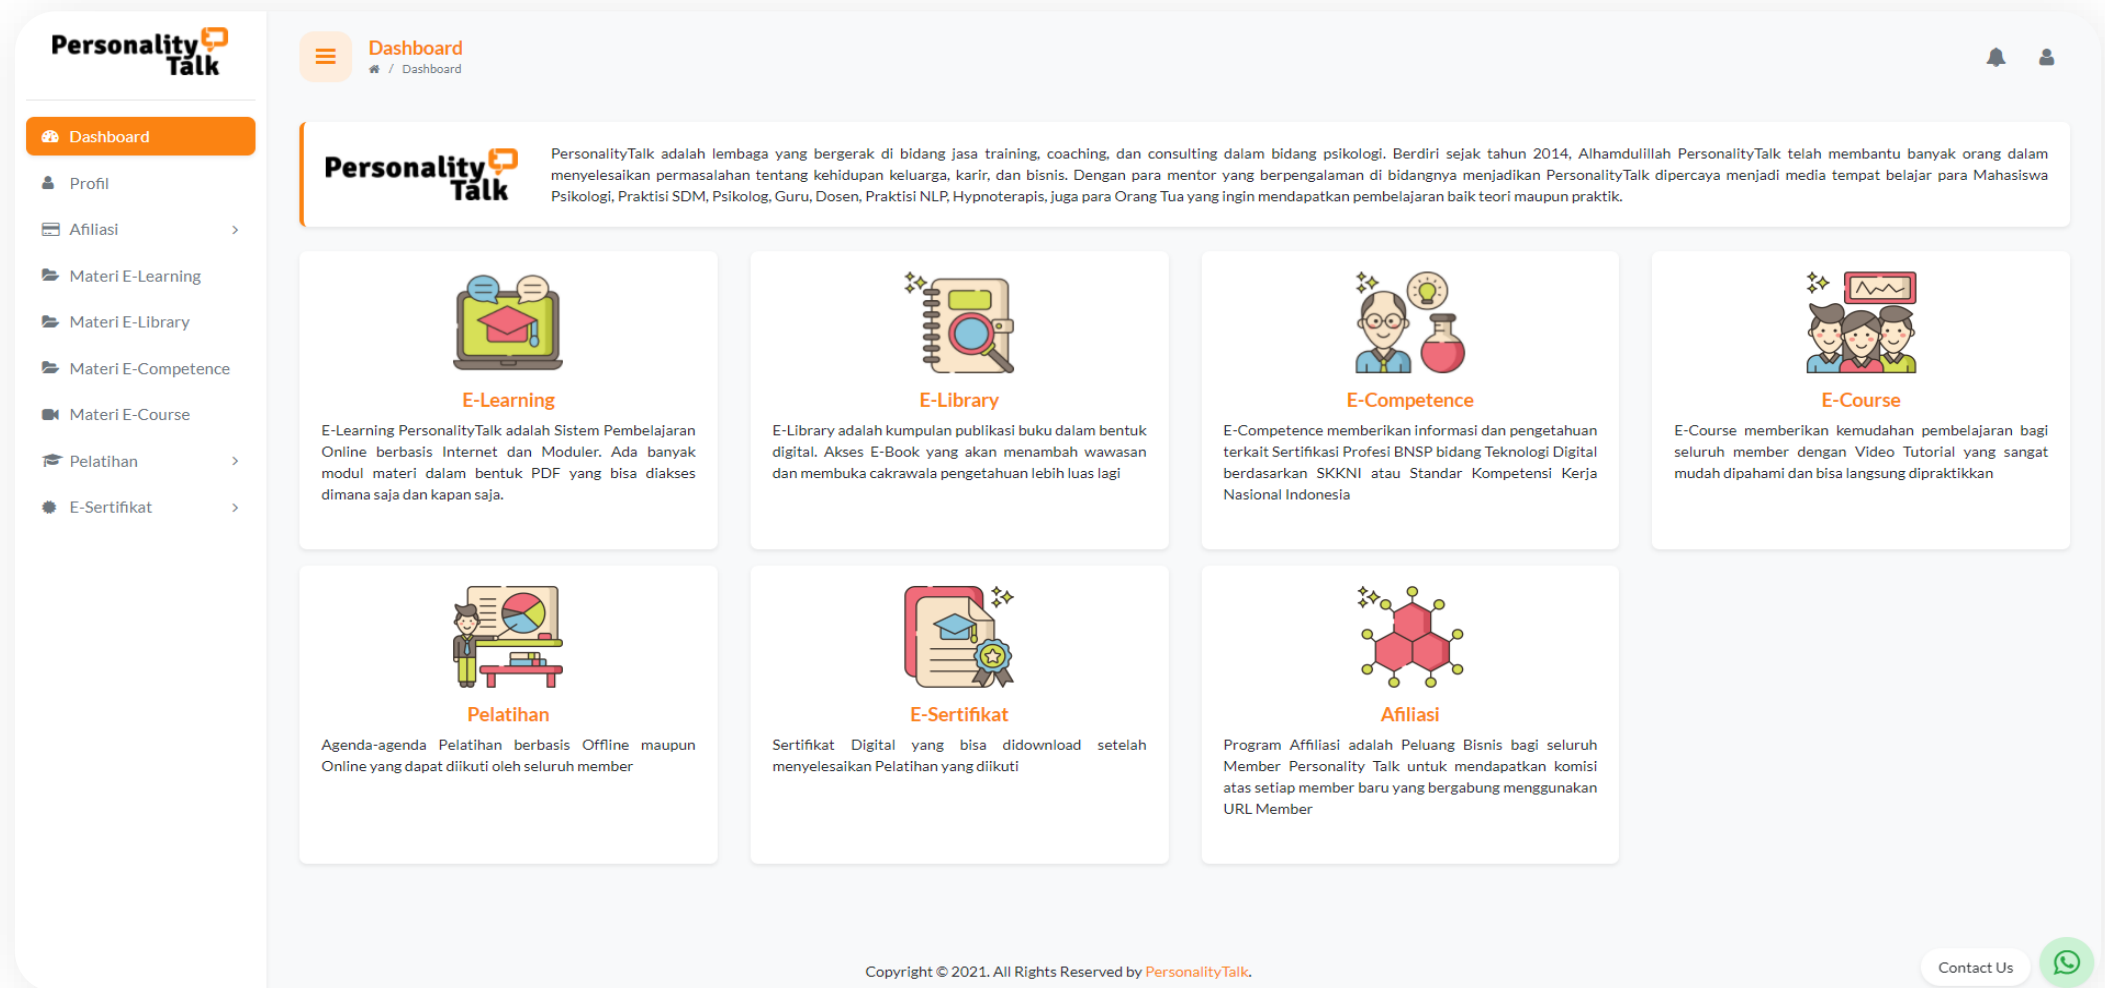 Personality
Talk
Dashboard
Profil
Afiliasi
Materi E-Learning
Materi E-Library
Materi E-Competence
Materi E-Course
Pelatihan
E-Sertifikat
Dashboard
/ Dashboard
Personality
Talk
PersonalityTalk adalah lembaga yang bergerak di bidang jasa training, coaching, dan consulting dalam bidang psikologi. Berdiri sejak tahun 2014, Alhamdulillah PersonalityTalk telah membantu banyak orang dalam
menyelesaikan permasalahan tentang kehidupan keluarga, karir, dan bisnis. Dengan para mentor yang berpengalaman di bidangnya menjadikan PersonalityTalk dipercaya menjadi media tempat belajar para Mahasiswa
Psikologi, Praktisi SDM, Psikolog, Guru, Dosen, Praktisi NLP, Hypnoterapis, juga para Orang Tua yang ingin mendapatkan pembelajaran baik teori maupun praktik.
E-Learning
E-Learning PersonalityTalk adalah Sistem Pembelajaran
Online berbasis Internet dan Moduler. Ada banyak
modul materi dalam bentuk PDF yang bisa diakses
dimana saja dan kapan saja.
E-Library
E-Library adalah kumpulan publikasi buku dalam bentuk
digital. Akses E-Book yang akan menambah wawasan
dan membuka cakrawala pengetahuan lebih luas lagi
E-Competence
E-Competence memberikan informasi dan pengetahuan
terkait Sertifikasi Profesi BNSP bidang Teknologi Digital
berdasarkan SKKNI atau Standar Kompetensi Kerja
Nasional Indonesia
E-Course
E-Course memberikan kemudahan pembelajaran bagi
seluruh member dengan Video Tutorial yang sangat
mudah dipahami dan bisa langsung dipraktikkan
Pelatihan
Agenda-agenda Pelatihan berbasis Offline maupun
Online yang dapat diikuti oleh seluruh member
E-Sertifikat
Sertifikat Digital yang bisa didownload setelah
menyelesaikan Pelatihan yang diikuti
Afiliasi
Program Affiliasi adalah Peluang Bisnis bagi seluruh
Member Personality Talk untuk mendapatkan komisi
atas setiap member baru yang bergabung menggunakan
URL Member
Copyright © 2021. All Rights Reserved by PersonalityTalk.
Contact Us